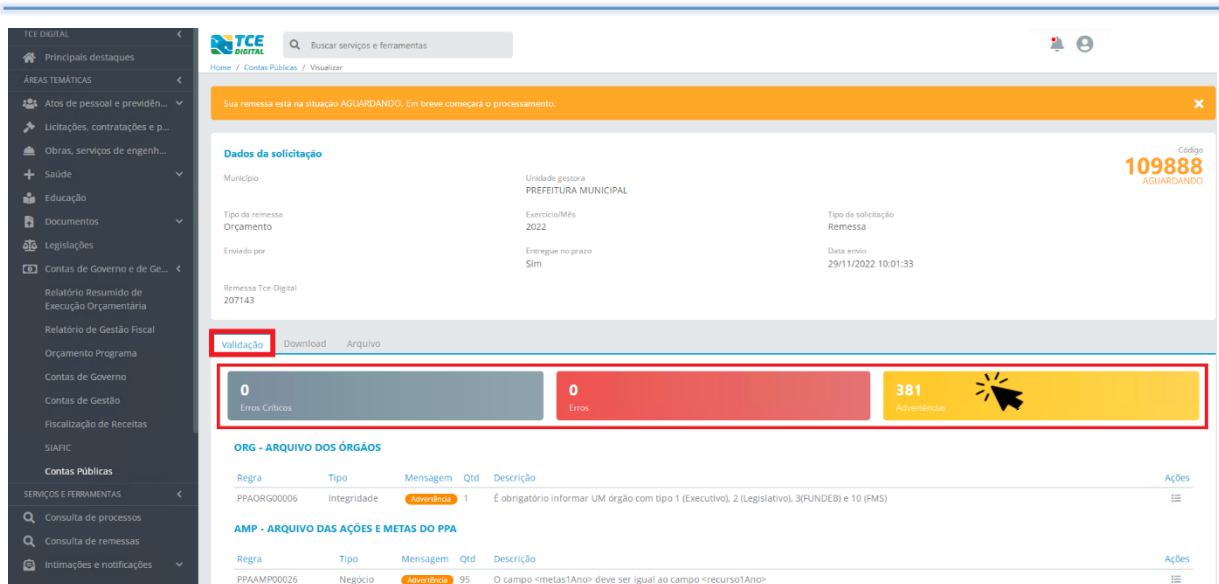 TCE DIGITAL
Principais destaques
ÁREAS TEMÁTICAS
Atos de pessoal e previdên...
Licitações, contratações e p...
Obras, serviços de engenh...
Saúde
Educação
Documentos
Legislações
Contas de Governo e de Ge...
Relatório Resumido de
Execução Orçamentária
Relatório de Gestão Fiscal
Orçamento Programa
Contas de Governo
Contas de Gestão
Fiscalização de Receitas
SIAFIC
Contas Públicas
SERVIÇOS E FERRAMENTAS
Consulta de processos
Consulta de remessas
Intimações e notificações
TCE
DIGITAL
Buscar serviços e ferramentas
Home / Contas Públicas / Visualizar
Sua remessa está na situação AGUARDANDO. Em breve começará o processamento.
Dados da solicitação
Código
109888
AGUARDANDO
Município
Unidade gestora
PREFEITURA MUNICIPAL
Tipo da remessa
Orçamento
Exercício/Mês
2022
Tipo da solicitação
Remessa
Enviado por
Entregue no prazo
Sim
Data envio
29/11/2022 10:01:33
Remessa Tce-Digital
207143
Validação Download Arquivo
0
Erros Críticos
0
Erros
381
Advertências
ORG - ARQUIVO DOS ÓRGÃOS
Regra Tipo Mensagem Qtd Descrição Ações
PPAORG00006 Integridade Advertência 1 É obrigatório informar UM órgão com tipo 1 (Executivo), 2 (Legislativo), 3(FUNDEB) e 10 (FMS)
AMP - ARQUIVO DAS AÇÕES E METAS DO PPA
Regra Tipo Mensagem Qtd Descrição Ações
PPAAMP00026 Negócio Advertência 95 O campo <metas1Ano> deve ser igual ao campo <recurso1Ano>